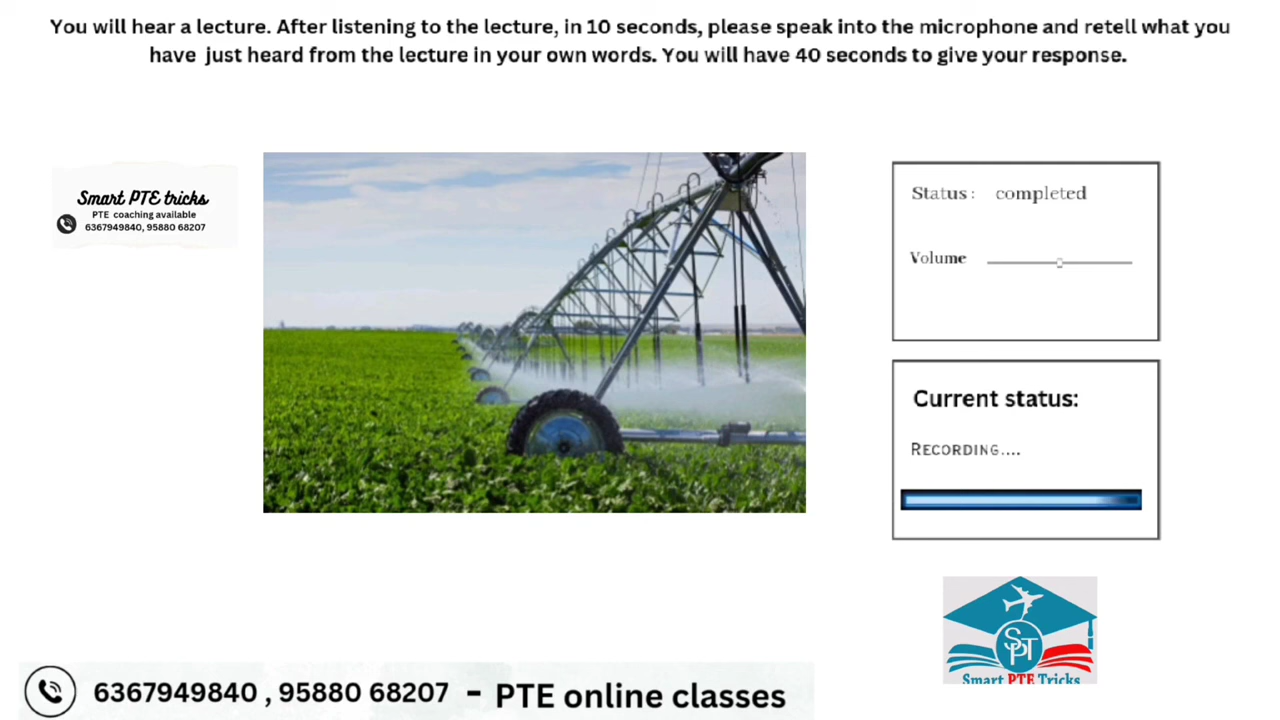 You will hear a lecture. After listening to the lecture, in 10 seconds, please speak into the microphone and retell what you
have just heard from the lecture in your own words. You will have 40 seconds to give your response.
Smart PTE tricks
PTE coaching available
6367949840, 95880 68207
Status: completed
Volume
Current status:
RECORDING....
SPT
Smart PTE Tricks
6367949840 , 95880 68207 - PTE online classes